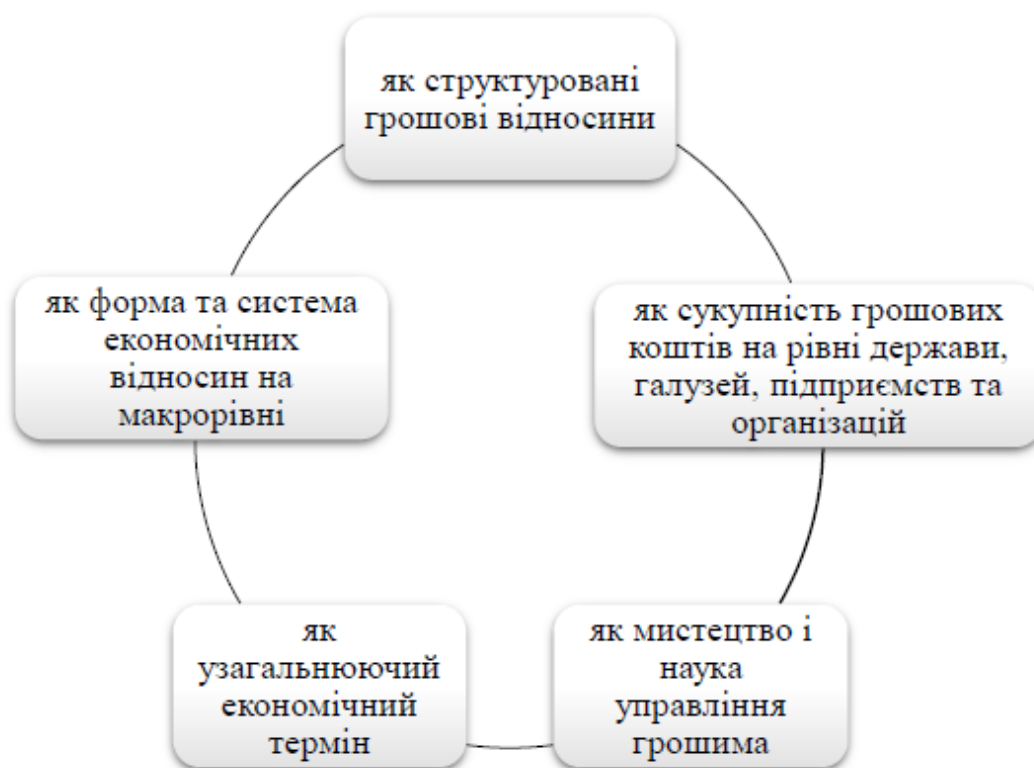 як структуровані
грошові відносини
як форма та система
економічних
відносин на
макрорівні
як сукупність грошових
коштів на рівні держави,
галузей, підприємств та
організацій
як
узагальнюючий
економічний
термін
як мистецтво і
наука
управління
грошима